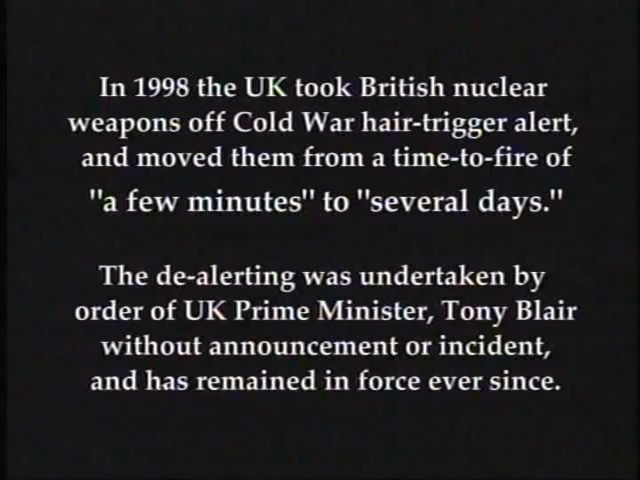 In 1998 the UK took British nuclear
weapons off Cold War hair-trigger alert,
and moved them from a time-to-fire of
"a few minutes" to "several days."
The de-alerting was undertaken by
order of UK Prime Minister, Tony Blair
without announcement or incident,
and has remained in force ever since.